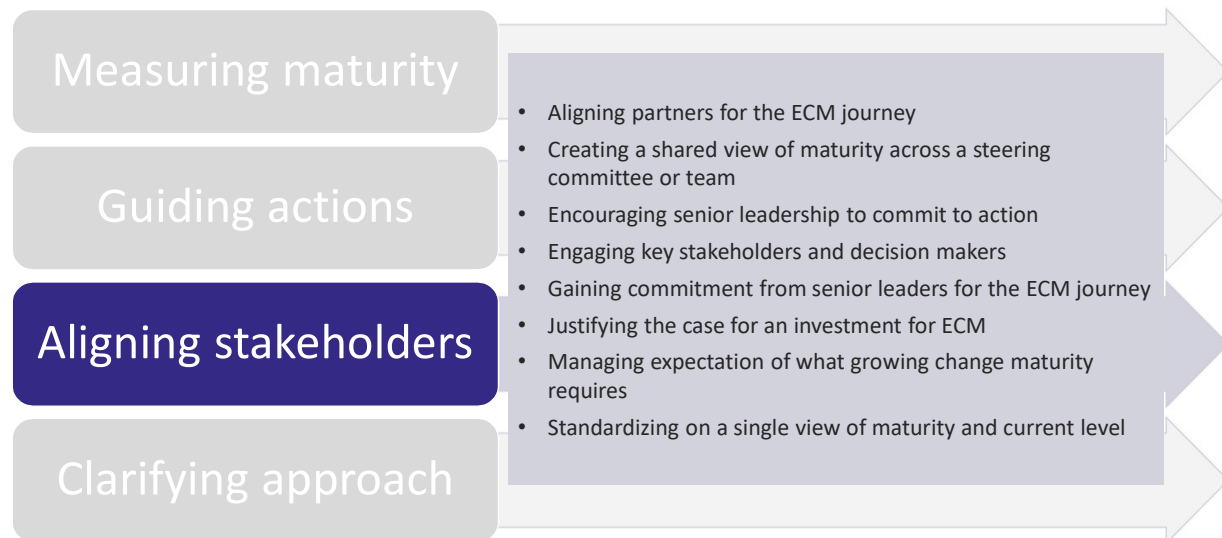 Measuring maturity
Guiding actions
Aligning stakeholders
Clarifying approach
• Aligning partners for the ECM journey
• Creating a shared view of maturity across a steering
committee or team
• Encouraging senior leadership to commit to action
• Engaging key stakeholders and decision makers
• Gaining commitment from senior leaders for the ECM journey
• Justifying the case for an investment for ECM
• Managing expectation of what growing change maturity
requires
• Standardizing on a single view of maturity and current level